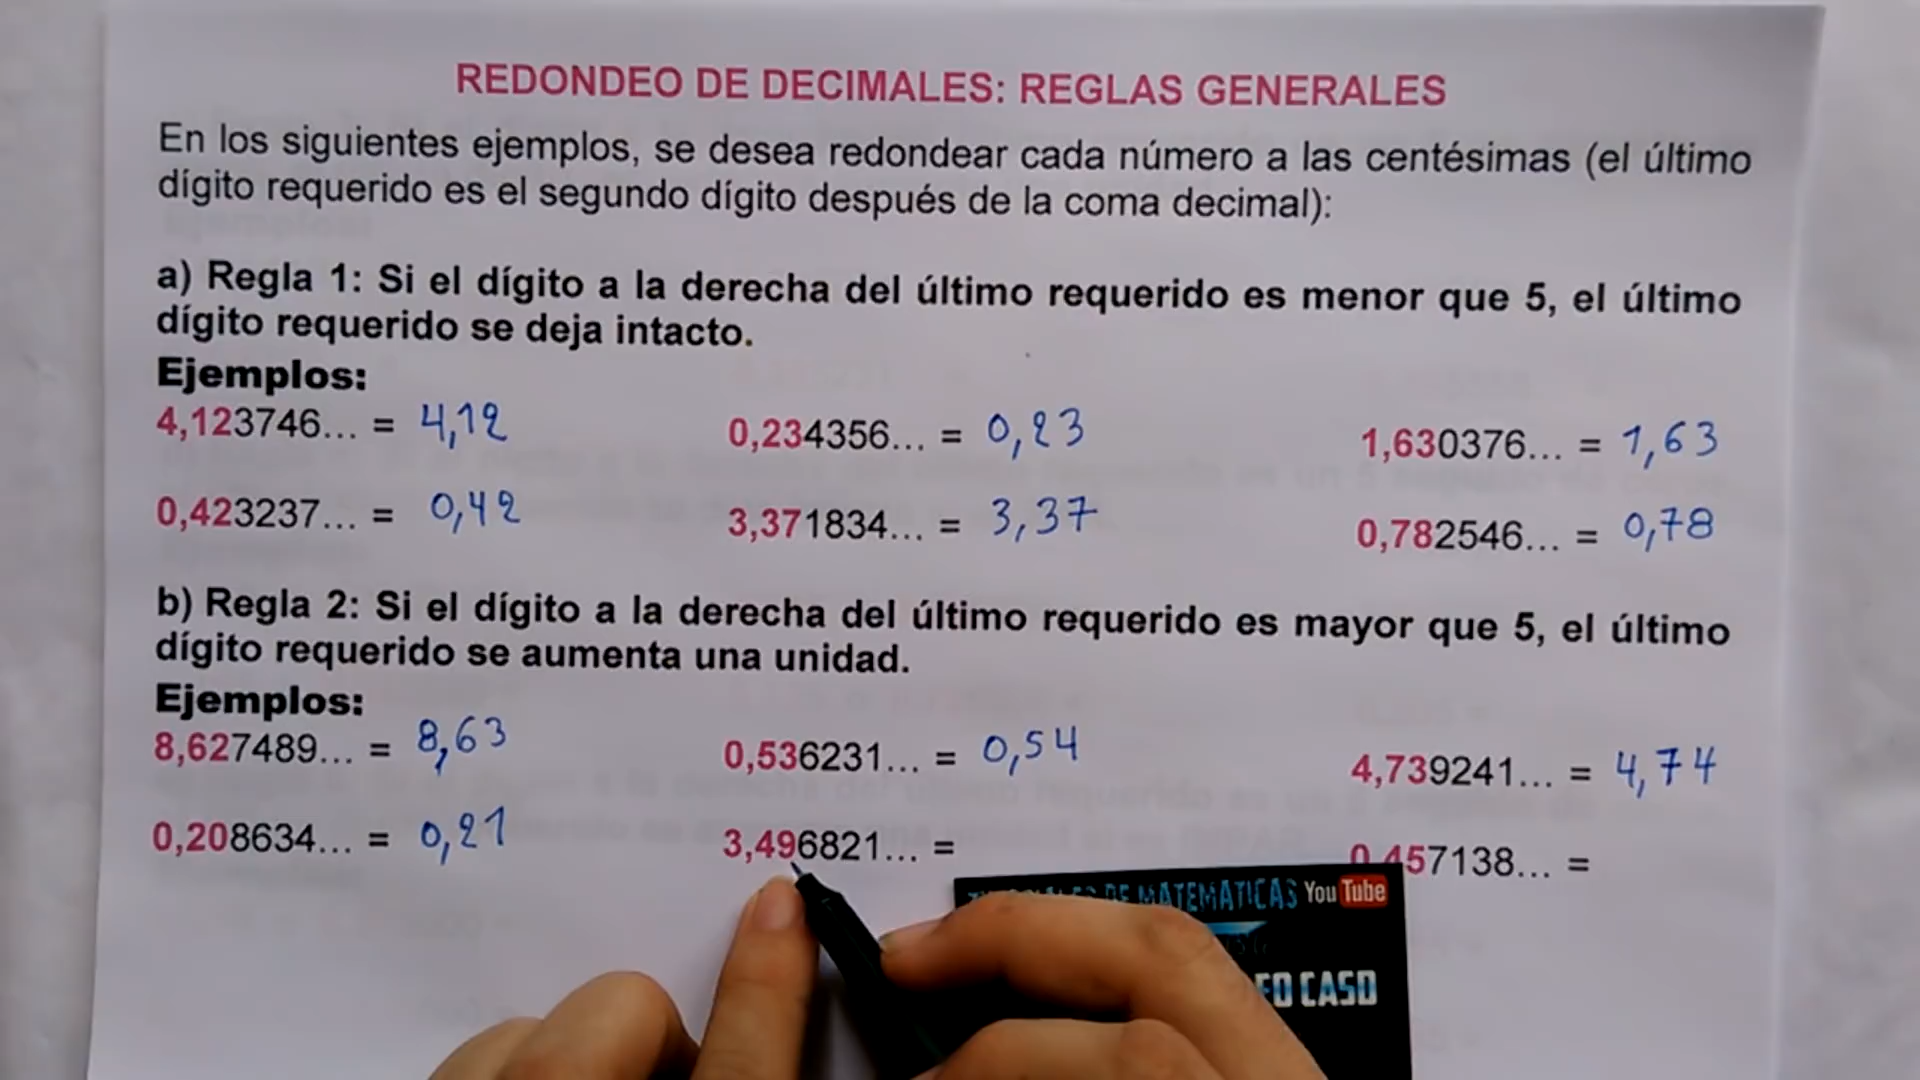 REDONDEO DE DECIMALES: REGLAS GENERALES
En los siguientes ejemplos, se desea redondear cada número a las centésimas (el último
dígito requerido es el segundo dígito después de la coma decimal):
a) Regla 1: Si el dígito a la derecha del último requerido es menor que 5, el último
dígito requerido se deja intacto.
Ejemplos:
4,123746... = 4,12 0,234356... = 0,23 1,630376... = 1,63
0,423237... = 0,42 3,371834... = 3,37 0,782546... = 0,78
b) Regla 2: Si el dígito a la derecha del último requerido es mayor que 5, el último
dígito requerido se aumenta una unidad.
Ejemplos:
8,627489... = 8,63 0,536231... = 0,54 4,739241... = 4,74
0,208634... = 0,21 3,496821... = 0,457138... =
DE MATEMATICAS YouTube
CASO